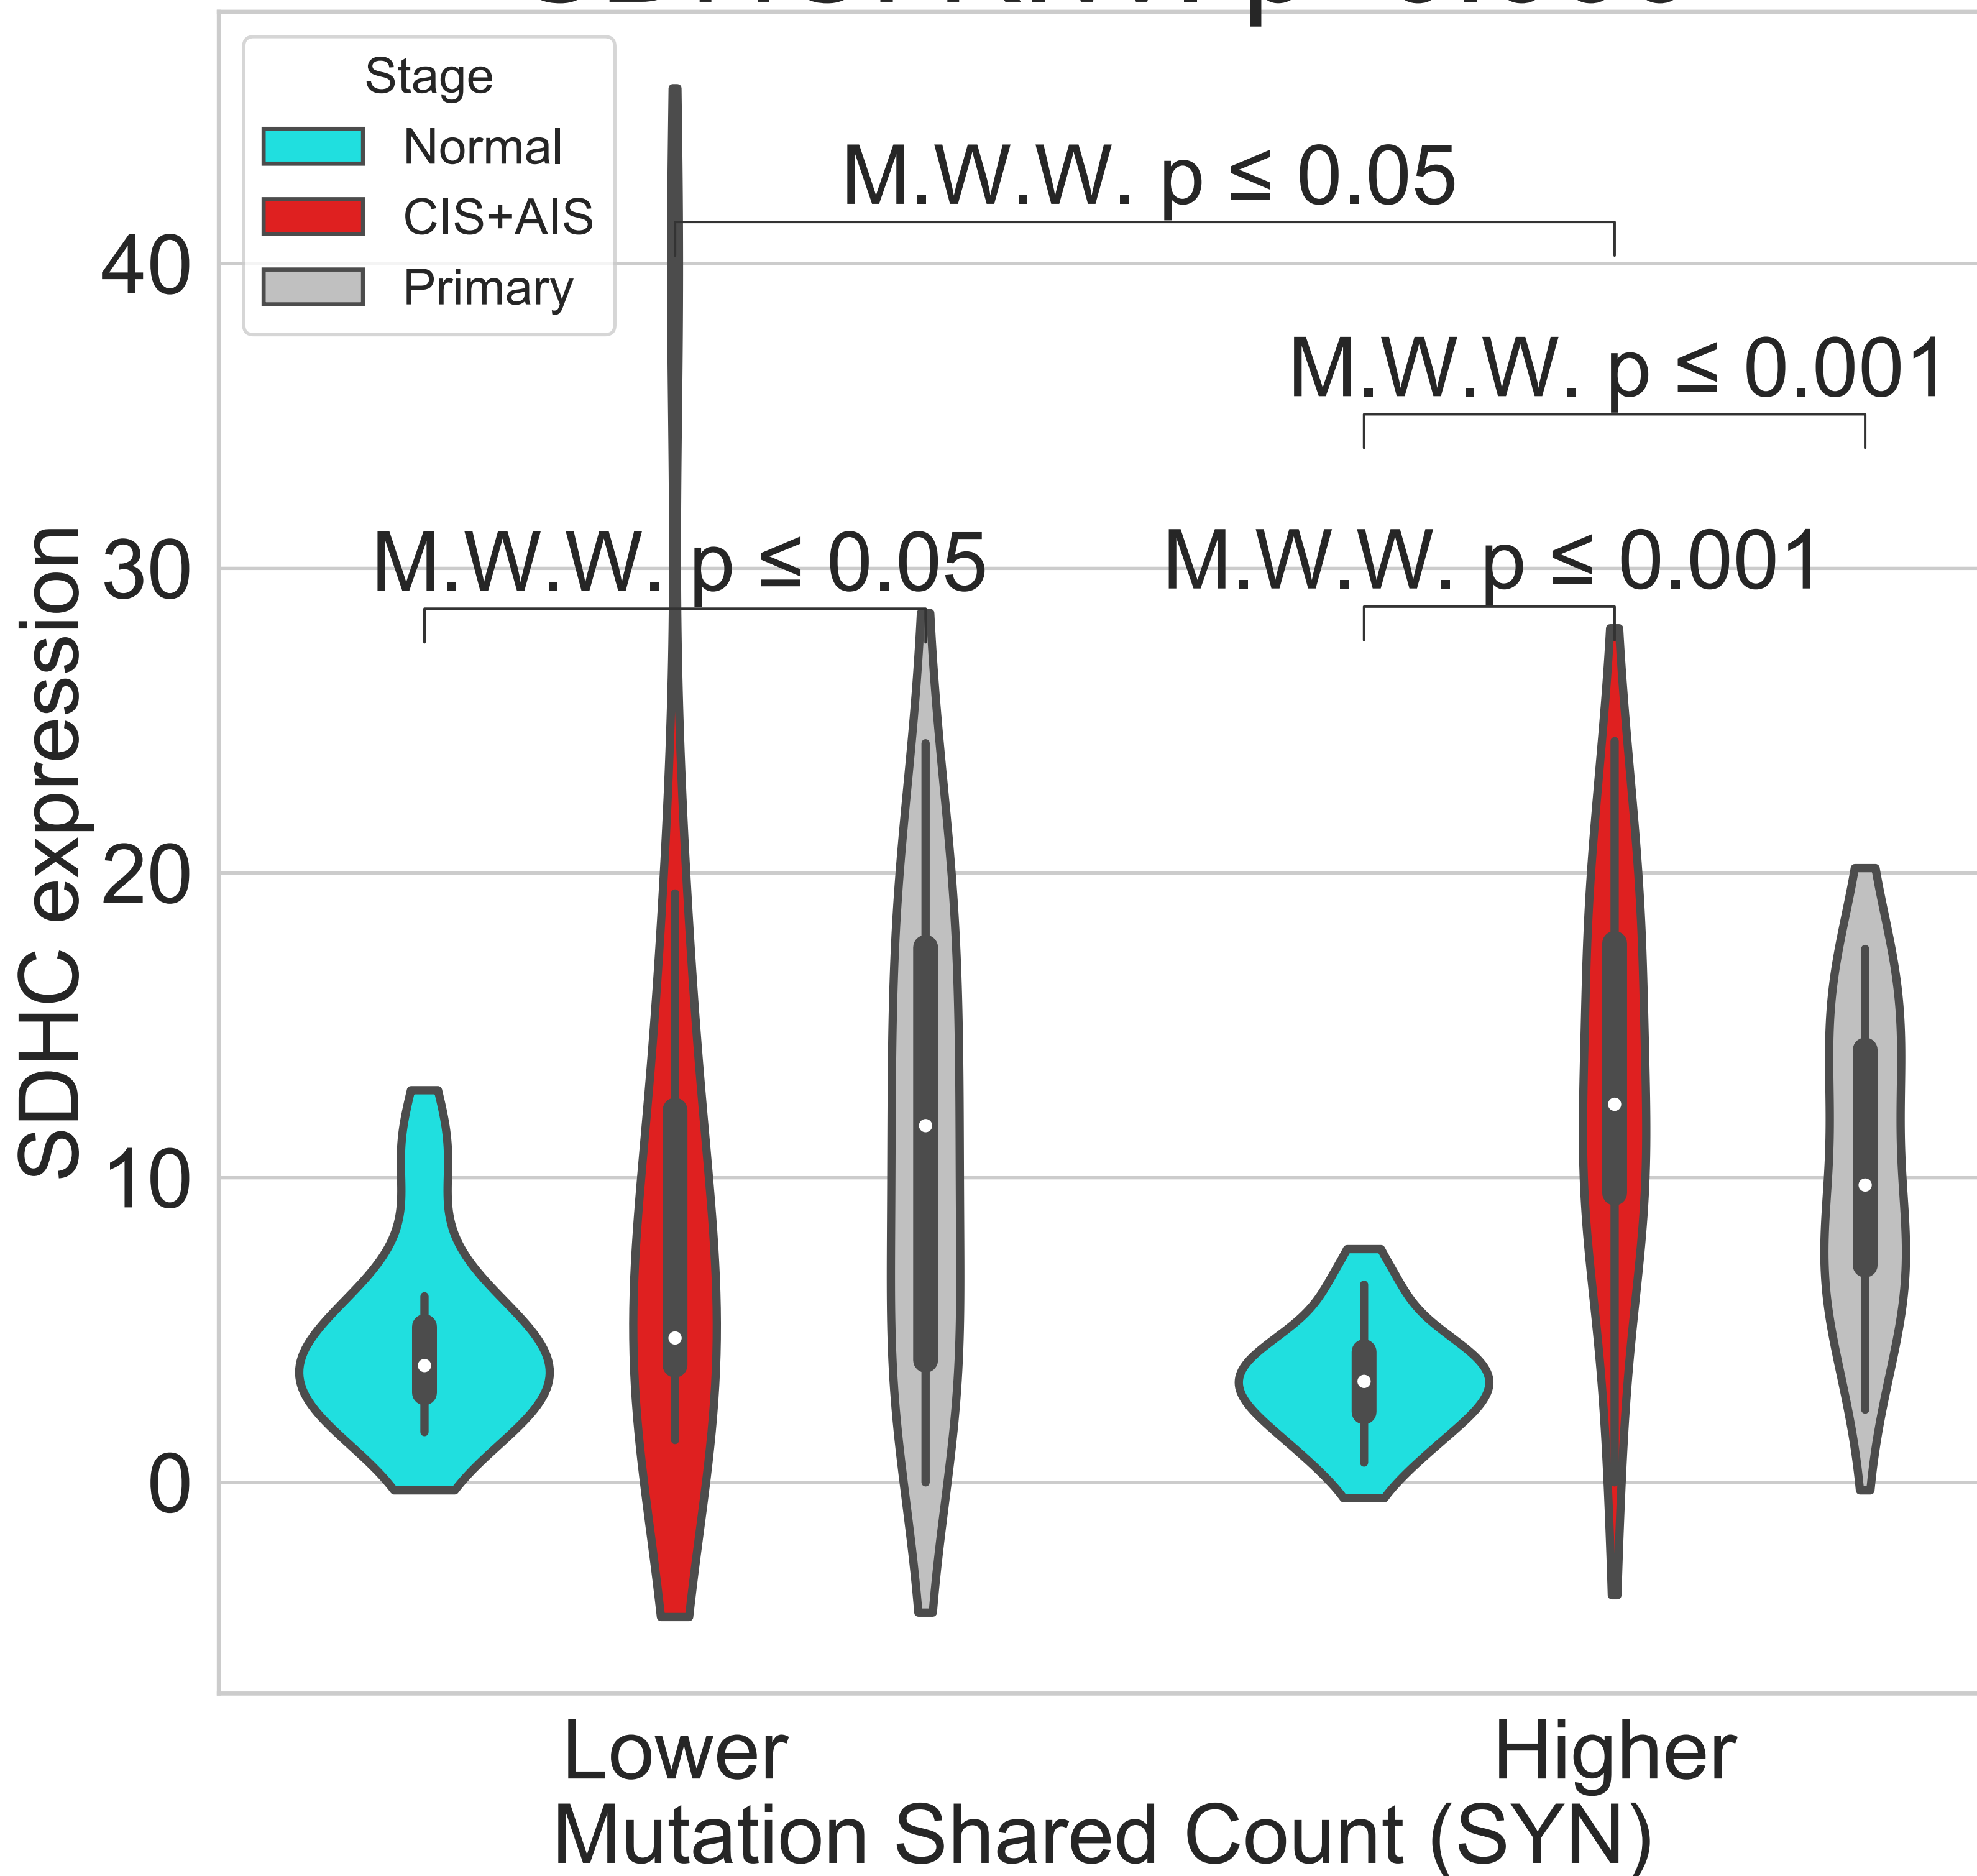 Stage
Normal
CIS+AIS
Primary
M.W.W. p ≤ 0.05
M.W.W. p ≤ 0.001
M.W.W. p ≤ 0.05
M.W.W. p ≤ 0.001
40
30
20
10
0
SDHC expression
Lower
Higher
Mutation Shared Count (SYN)